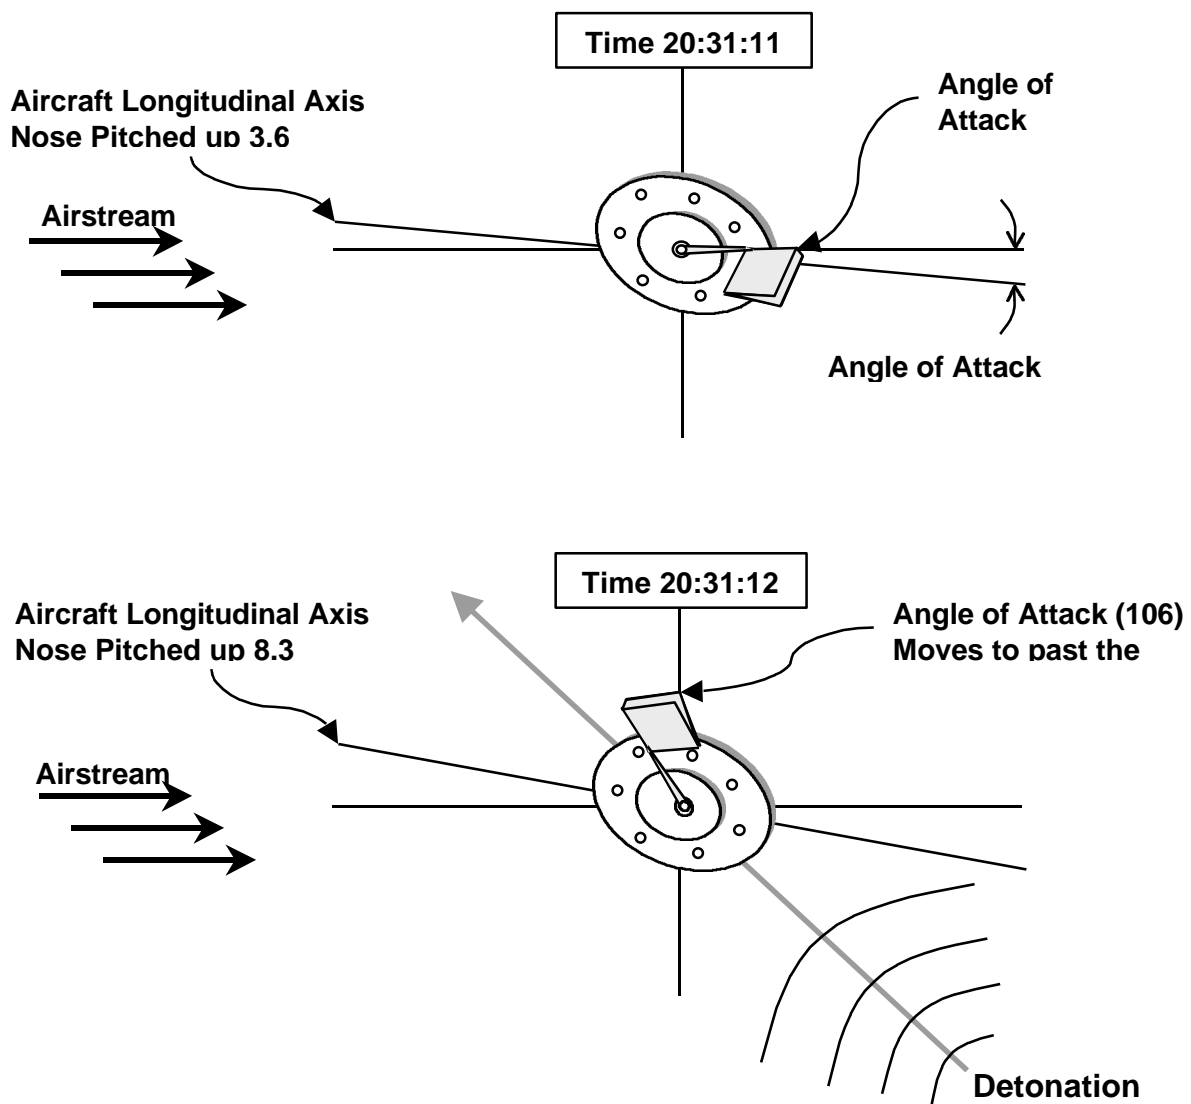 Time 20:31:11
Aircraft Longitudinal Axis
Nose Pitched up 3.6
Angle of
Attack
Airstream
Angle of Attack
Time 20:31:12
Aircraft Longitudinal Axis
Nose Pitched up 8.3
Angle of Attack (106)
Moves to past the
Airstream
Detonation